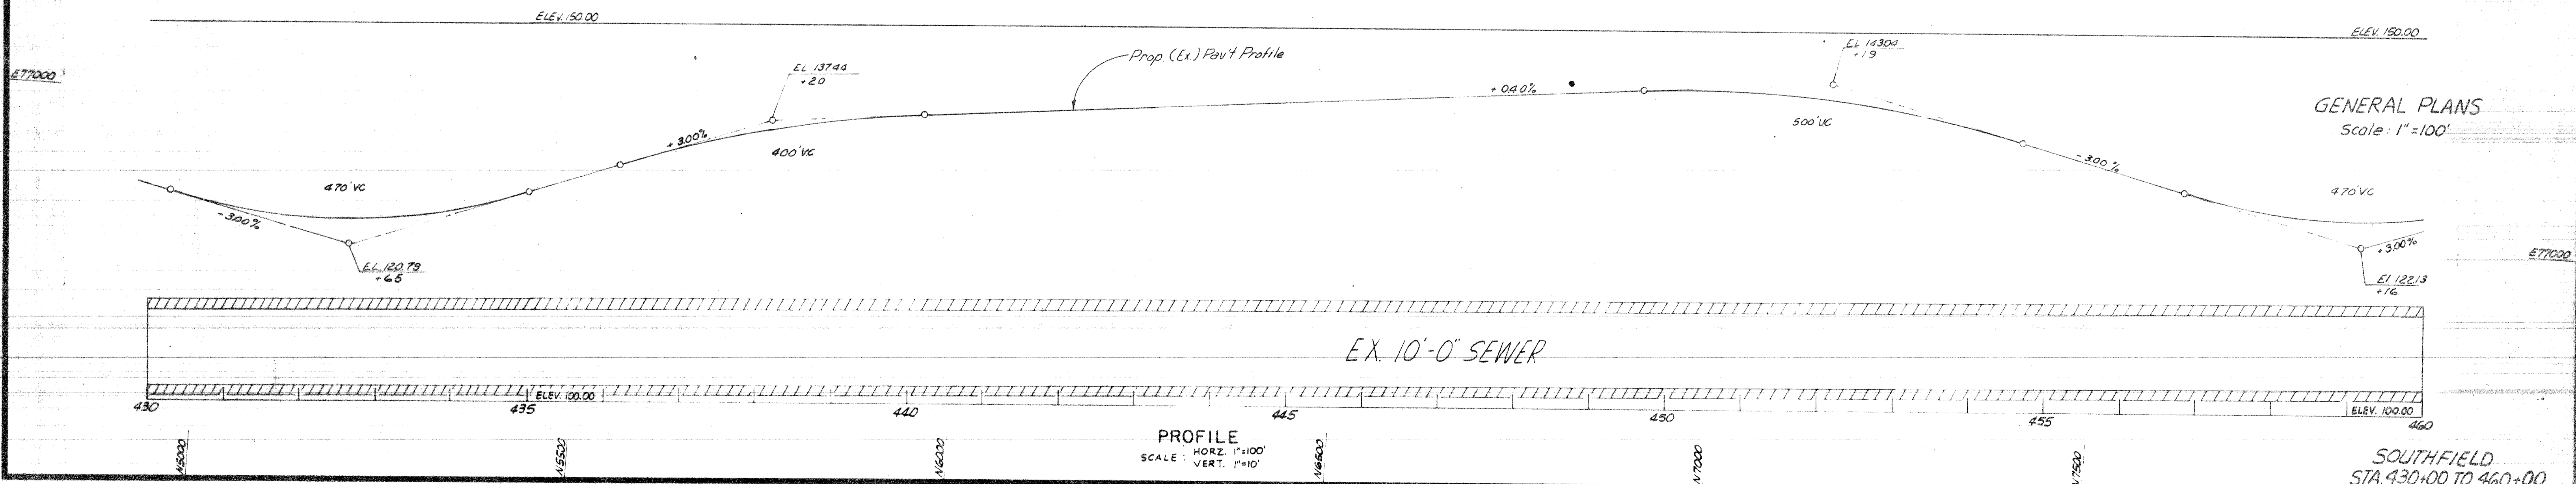 ELEV. 150.00
ELEV. 150.00
E77000
EL 137.44
+20
Prop. (Ex.) Pav't Profile
EL 143.04
+19
+0.40%
GENERAL PLANS
Scale: 1"=100'
500' VC
+3.00%
400' VC
-3.00%
470' VC
470' VC
-3.00%
+3.00%
E77000
EL. 120.79
+65
El. 122.13
+16
EX. 10'-0" SEWER
ELEV. 100.00
ELEV. 100.00
430
435
440
445
450
455
460
N5000
N5500
N6000
N6500
N7000
N7500
PROFILE
SCALE: HORZ. 1"=100'
VERT. 1"=10'
SOUTHFIELD
STA. 430+00 TO 460+00